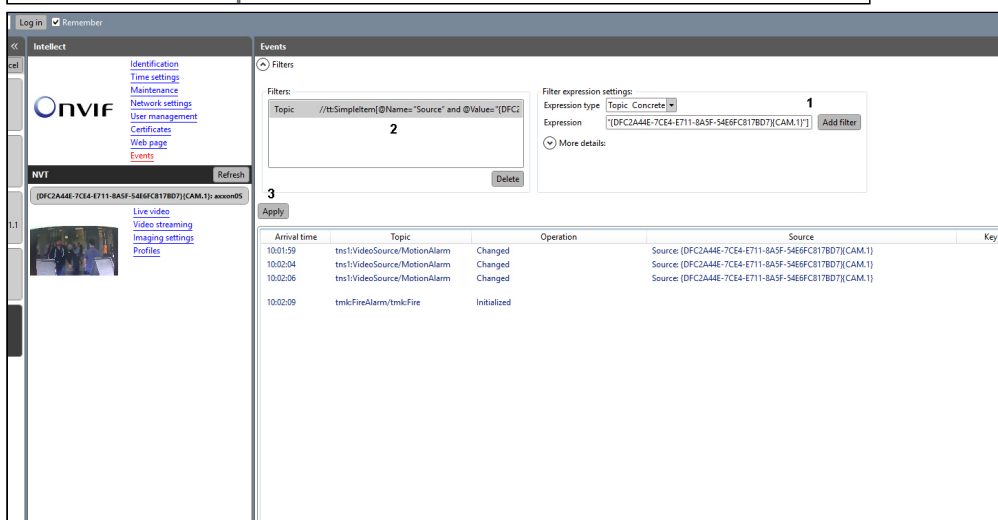 Log in Remember
cel
1.1
Intellect
ONVIF
Identification
Time settings
Maintenance
Network settings
User management
Certificates
Web page
Events
NVT Refresh
{DFC2A44E-7CE4-E711-8A5F-54E6FC817BD7}{CAM.1}: axxon05
Live video
Video streaming
Imaging settings
Profiles
Events
Filters
Filters:
Topic //tt:SimpleItem[@Name="Source" and @Value="{DFC2
2
Delete
Filter expression settings:
Expression type Topic Concrete 1
Expression "{DFC2A44E-7CE4-E711-8A5F-54E6FC817BD7}{CAM.1}"] Add filter
More details:
3
Apply
Arrival time Topic Operation Source Key
10:01:59 tns1:VideoSource/MotionAlarm Changed Source: {DFC2A44E-7CE4-E711-8A5F-54E6FC817BD7}{CAM.1}
10:02:04 tns1:VideoSource/MotionAlarm Changed Source: {DFC2A44E-7CE4-E711-8A5F-54E6FC817BD7}{CAM.1}
10:02:06 tns1:VideoSource/MotionAlarm Changed Source: {DFC2A44E-7CE4-E711-8A5F-54E6FC817BD7}{CAM.1}
10:02:09 tmk:FireAlarm/tmk:Fire Initialized